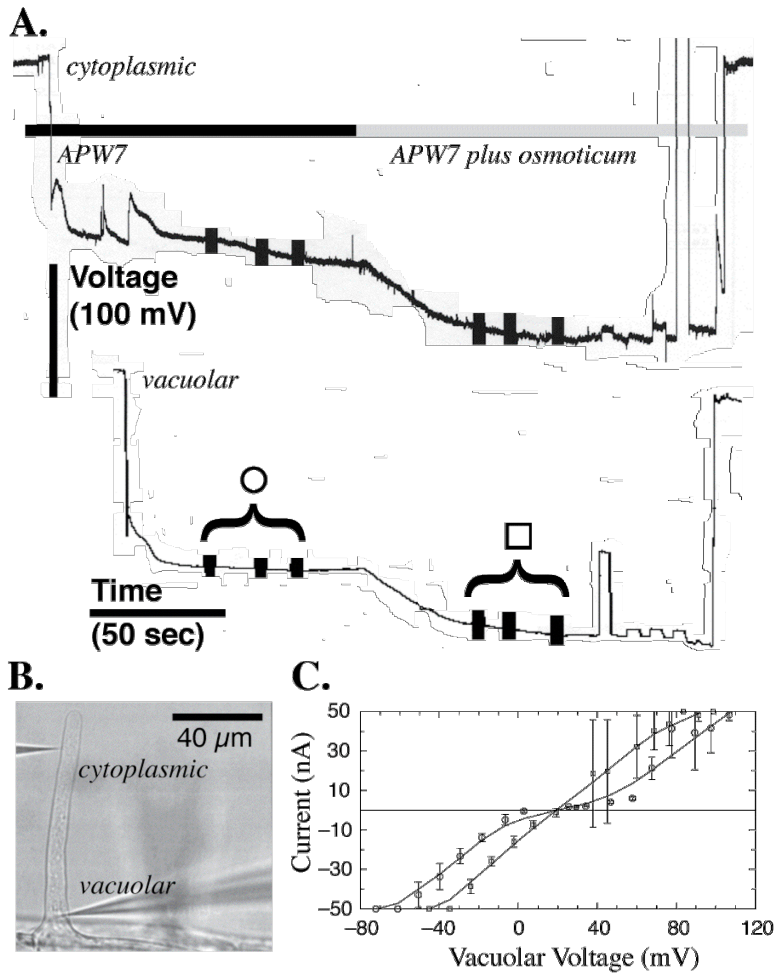 A.
cytoplasmic
APW7
APW7 plus osmoticum
Voltage
(100 mV)
vacuolar
Time
(50 sec)
B.
40 µm
cytoplasmic
vacuolar
C.
50
30
10
−10
−30
−50
Current (nA)
−80
−40
0
40
80
120
Vacuolar Voltage (mV)